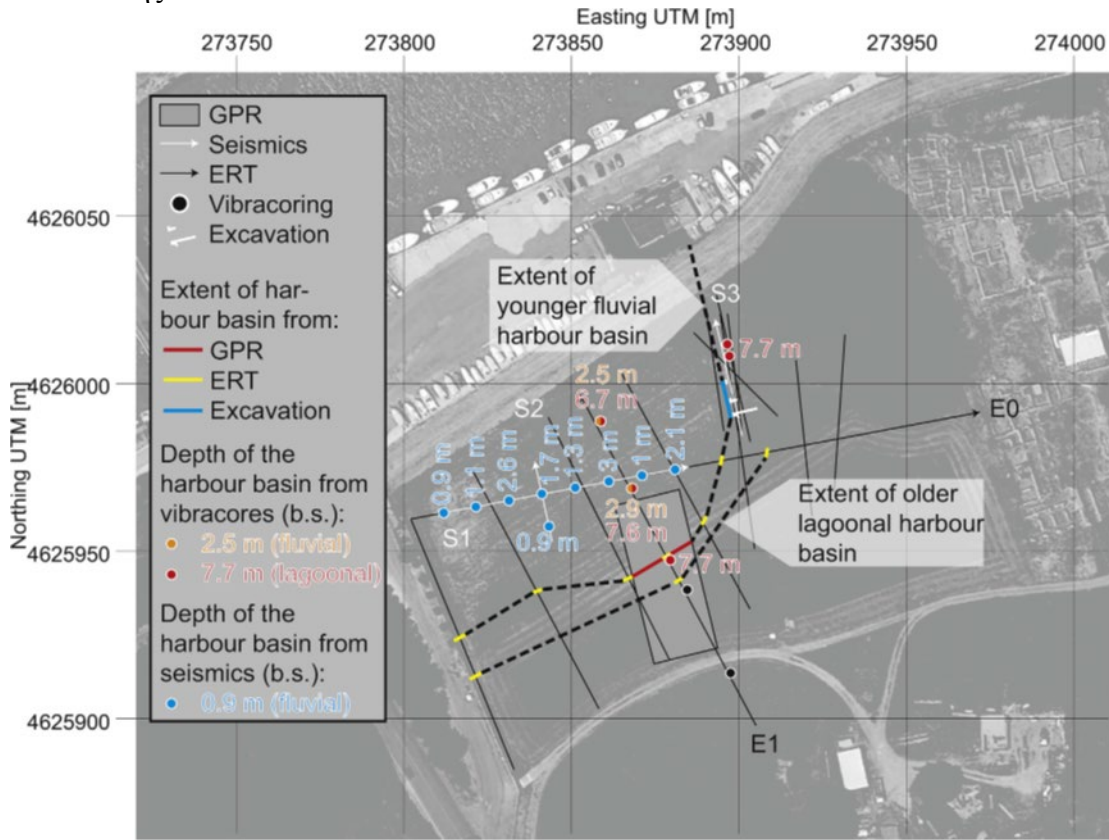 Easting UTM [m]
273750 273800 273850 273900 273950 274000
GPR
Seismics
ERT
Vibracoring
Excavation
Extent of har-
bour basin from:
GPR
ERT
Excavation
Depth of the
harbour basin from
vibracores (b.s.):
2.5 m (fluvial)
7.7 m (lagoonal)
Depth of the
harbour basin from
seismics (b.s.):
0.9 m (fluvial)
Northing UTM [m]
4626050
4626000
4625950
4625900
Extent of
younger fluvial
harbour basin
S3
7.7 m
2.5 m
6.7 m
S2
E0
0.9 m
1.1 m
2.6 m
1.7 m
1.3 m
.3 m
.1 m
2.1 m
S1
0.9 m
2.9 m
7.6 m
7.7 m
Extent of older
lagoonal harbour
basin
E1